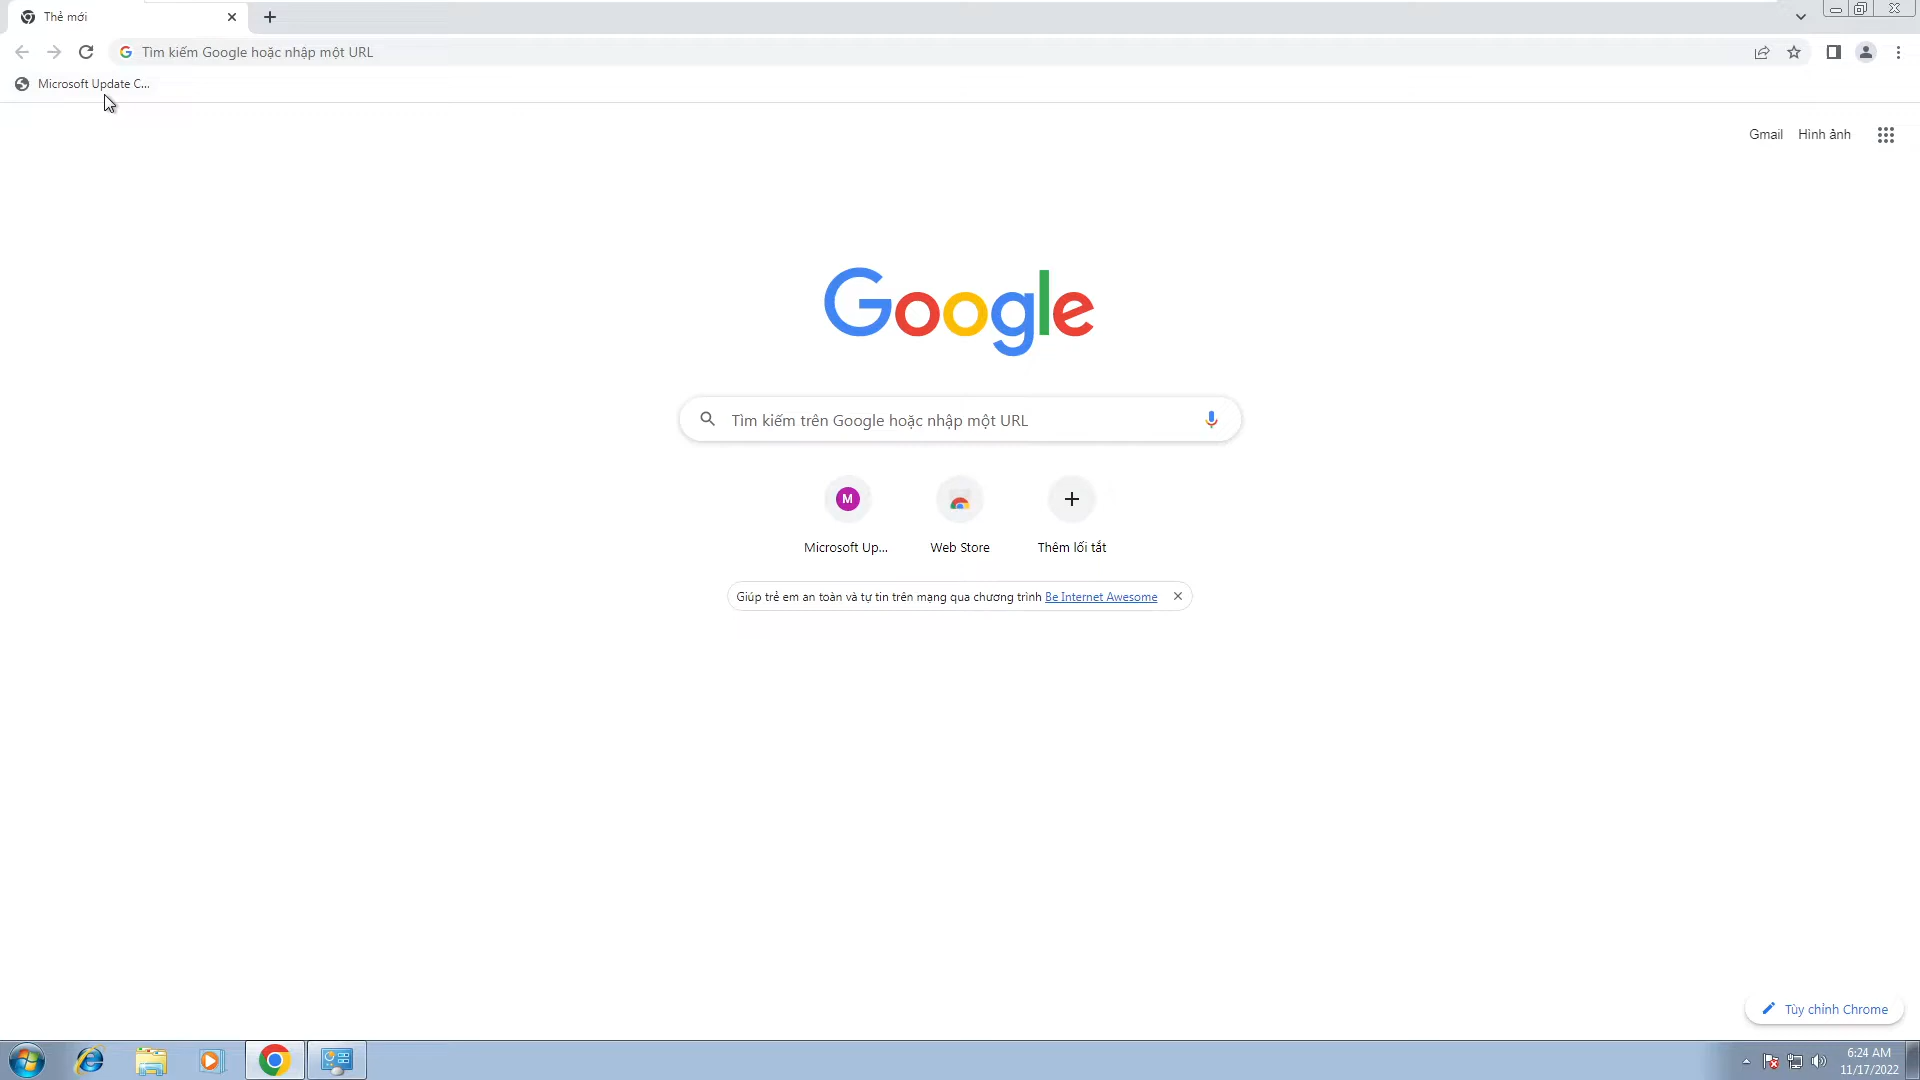 Thẻ mới
Tìm kiếm Google hoặc nhập một URL
Microsoft Update C...
Gmail
Hình ảnh
Google
Tìm kiếm trên Google hoặc nhập một URL
M
Microsoft Up...
Web Store
Thêm lối tắt
Giúp trẻ em an toàn và tự tin trên mạng qua chương trình Be Internet Awesome
Tùy chỉnh Chrome
6:24 AM
11/17/2022